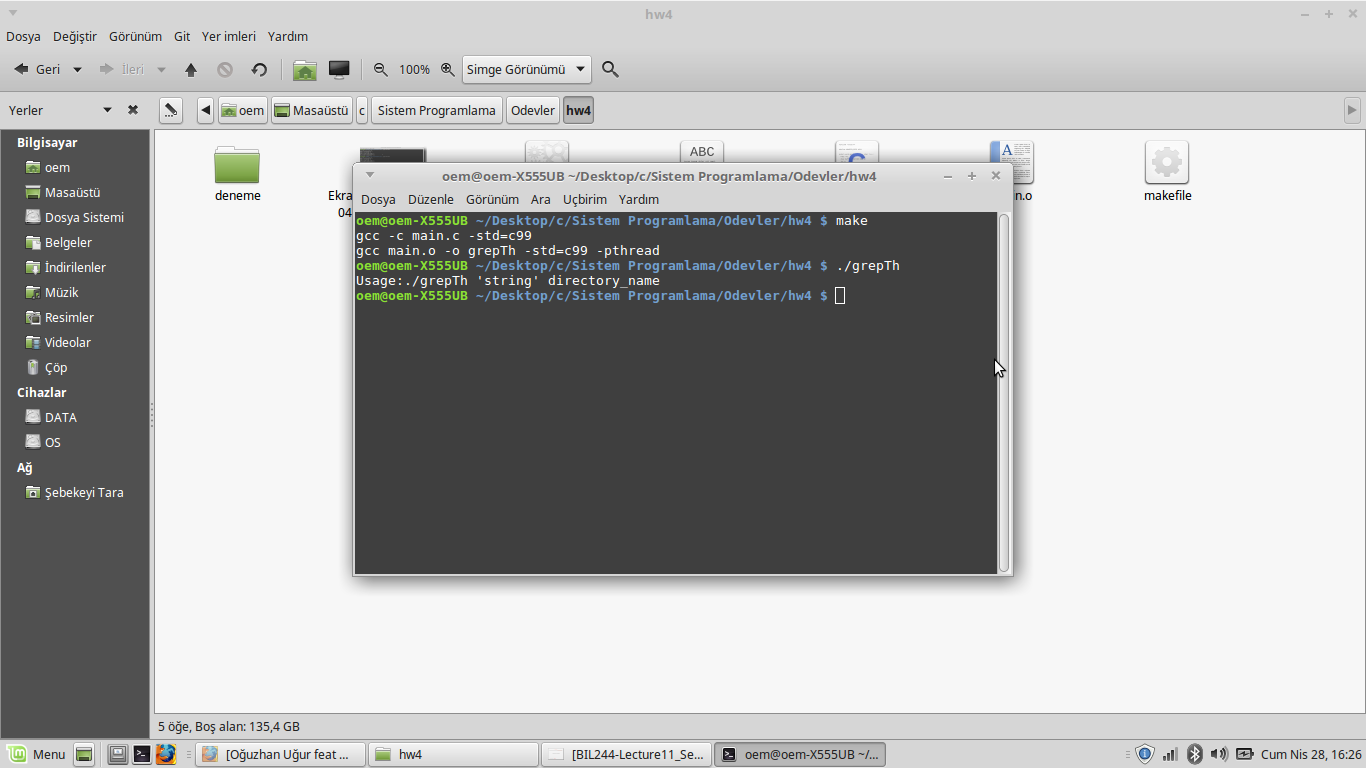 hw4
Dosya Değiştir Görünüm Git Yer imleri Yardım
Geri İleri 100% Simge Görünümü
Yerler oem Masaüstü c Sistem Programlama Odevler hw4
Bilgisayar
oem
Masaüstü
Dosya Sistemi
Belgeler
İndirilenler
Müzik
Resimler
Videolar
Çöp
Cihazlar
DATA
OS
Ağ
Şebekeyi Tara
deneme
Ekra
04
ABC
n.o
makefile
oem@oem-X555UB ~/Desktop/c/Sistem Programlama/Odevler/hw4
Dosya Düzenle Görünüm Ara Uçbirim Yardım
oem@oem-X555UB ~/Desktop/c/Sistem Programlama/Odevler/hw4 $ make
gcc -c main.c -std=c99
gcc main.o -o grepTh -std=c99 -pthread
oem@oem-X555UB ~/Desktop/c/Sistem Programlama/Odevler/hw4 $ ./grepTh
Usage:./grepTh 'string' directory_name
oem@oem-X555UB ~/Desktop/c/Sistem Programlama/Odevler/hw4 $
5 öğe, Boş alan: 135,4 GB
Menu [Oğuzhan Uğur feat ... hw4 [BIL244-Lecture11_Se... oem@oem-X555UB ~/... Cum Nis 28, 16:26